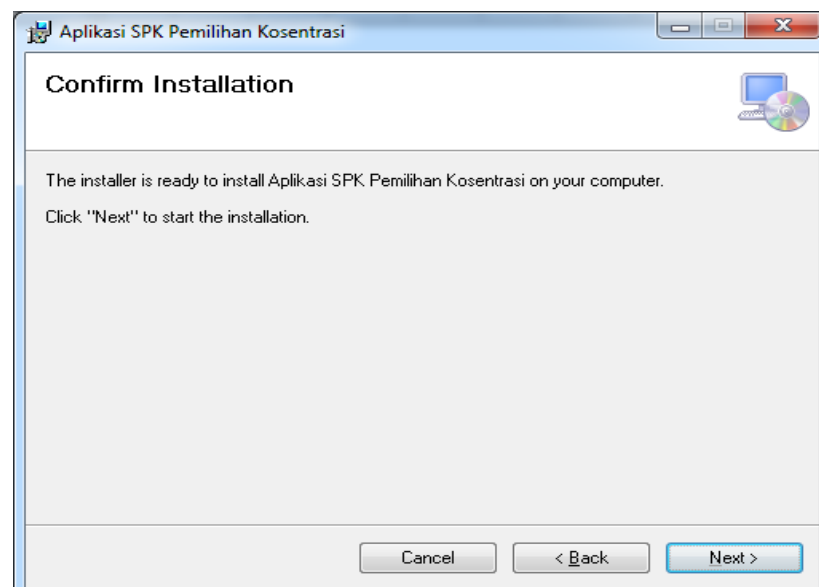 Aplikasi SPK Pemilihan Kosentrasi
Confirm Installation
The installer is ready to install Aplikasi SPK Pemilihan Kosentrasi on your computer.
Click "Next" to start the installation.
Cancel
< Back
Next >